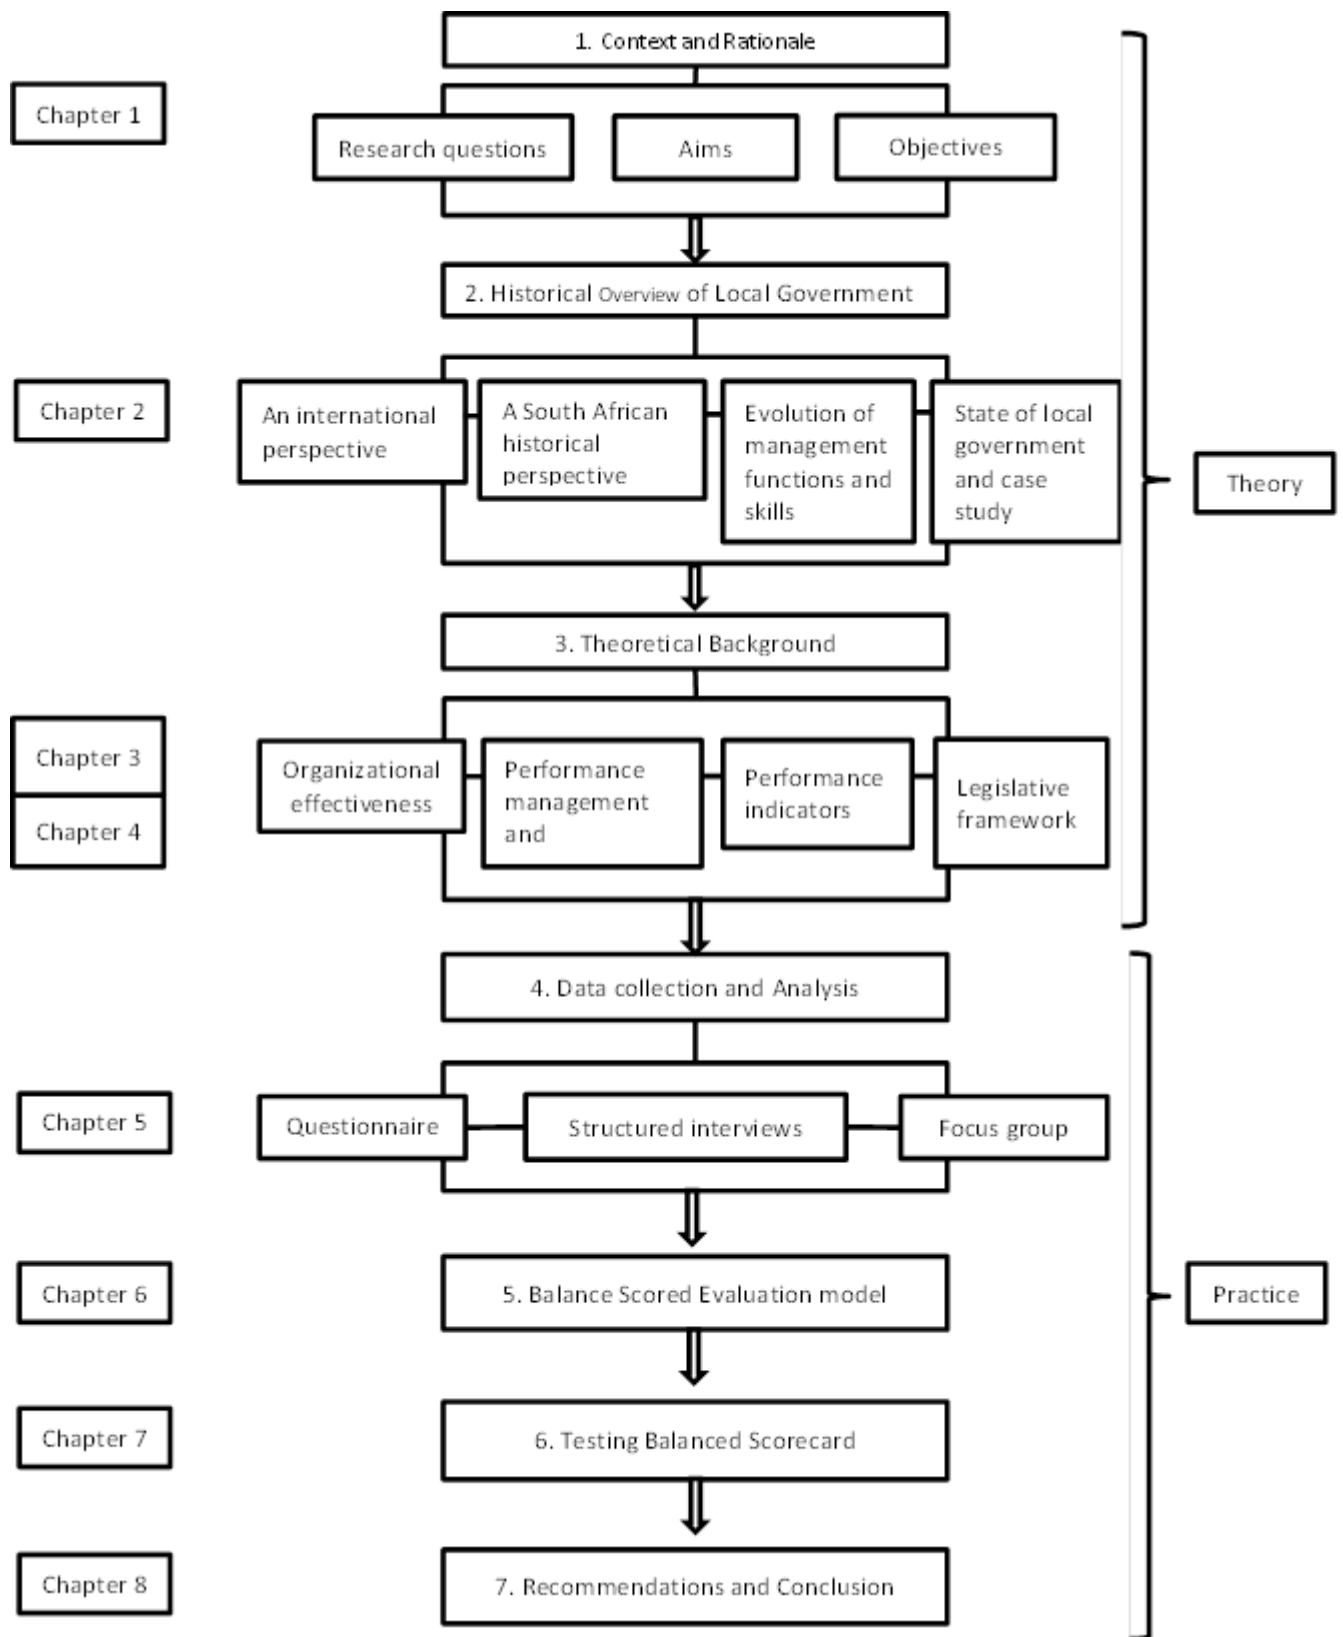 1. Context and Rationale
Chapter 1
Research questions
Aims
Objectives
2. Historical Overview of Local Government
Chapter 2
An international
perspective
A South African
historical
perspective
Evolution of
management
functions and
skills
State of local
government
and case
study
Theory
3. Theoretical Background
Chapter 3
Chapter 4
Organizational
effectiveness
Performance
management
and
Performance
indicators
Legislative
framework
4. Data collection and Analysis
Chapter 5
Questionnaire
Structured interviews
Focus group
Chapter 6
5. Balance Scored Evaluation model
Practice
Chapter 7
6. Testing Balanced Scorecard
Chapter 8
7. Recommendations and Conclusion